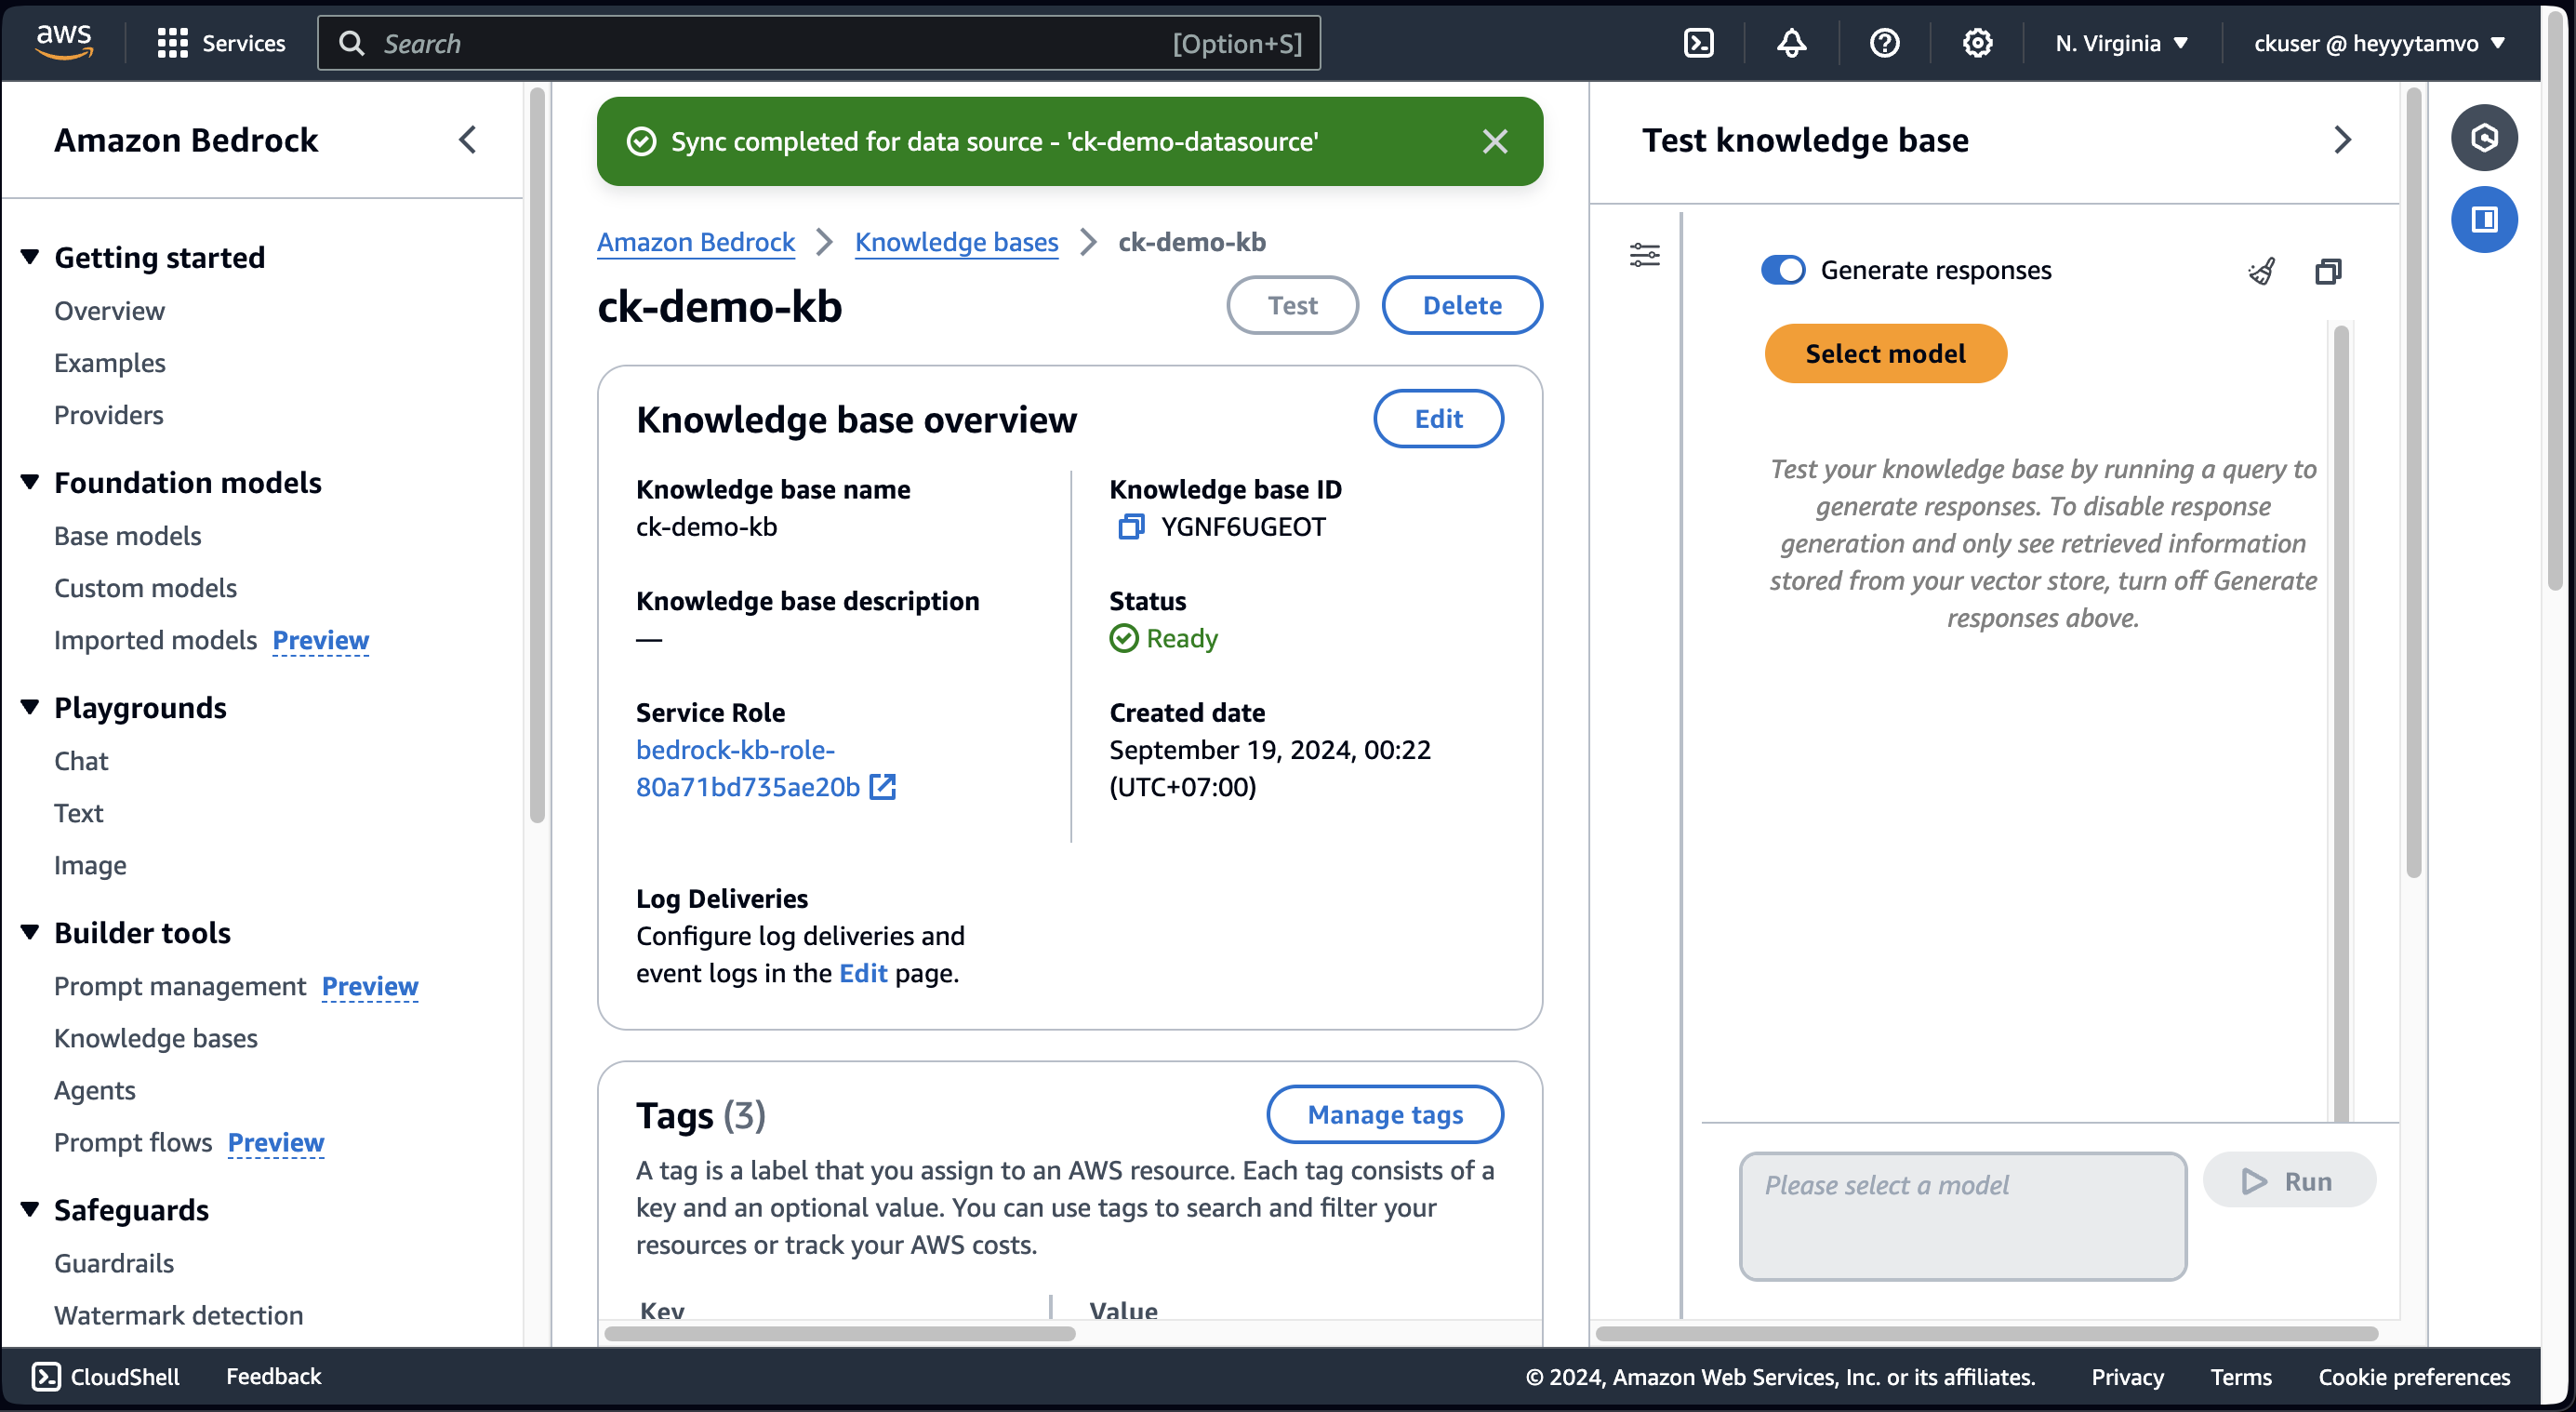 aws
Services
Search
[Option+S]
N. Virginia
ckuser @ heyyytamvo
Amazon Bedrock
Getting started
Overview
Examples
Providers
Foundation models
Base models
Custom models
Imported models Preview
Playgrounds
Chat
Text
Image
Builder tools
Prompt management Preview
Knowledge bases
Agents
Prompt flows Preview
Safeguards
Guardrails
Watermark detection
Sync completed for data source - 'ck-demo-datasource'
Amazon Bedrock
Knowledge bases
ck-demo-kb
ck-demo-kb
Test
Delete
Knowledge base overview
Edit
Knowledge base name
ck-demo-kb
Knowledge base description
—
Service Role
bedrock-kb-role-
80a71bd735ae20b
Log Deliveries
Configure log deliveries and
event logs in the Edit page.
Knowledge base ID
YGNF6UGEOT
Status
Ready
Created date
September 19, 2024, 00:22
(UTC+07:00)
Tags (3)
Manage tags
A tag is a label that you assign to an AWS resource. Each tag consists of a
key and an optional value. You can use tags to search and filter your
resources or track your AWS costs.
Key
Value
Test knowledge base
Generate responses
Select model
Test your knowledge base by running a query to
generate responses. To disable response
generation and only see retrieved information
stored from your vector store, turn off Generate
responses above.
Please select a model
Run
CloudShell
Feedback
© 2024, Amazon Web Services, Inc. or its affiliates.
Privacy
Terms
Cookie preferences